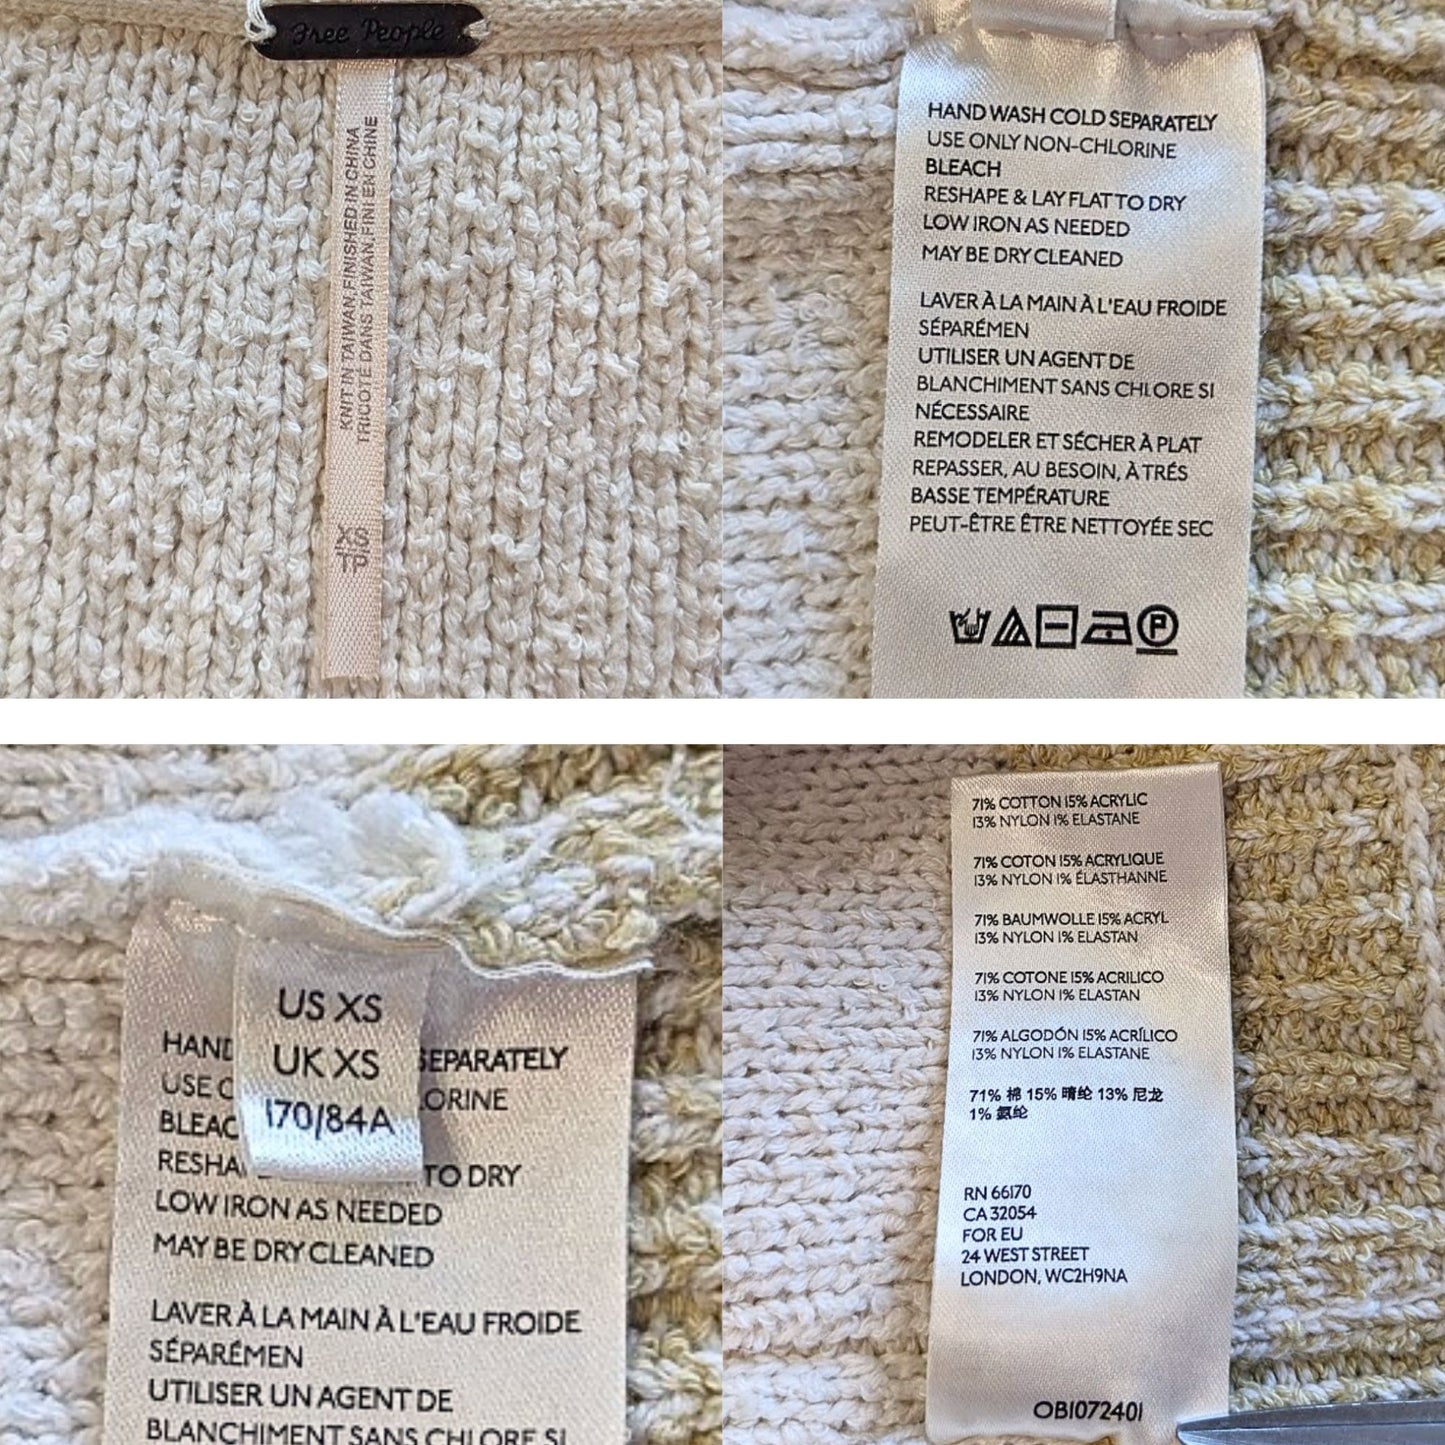 Free People
KNIT IN TAIWAN, FINISHED IN CHINA
TRICOTÉ DANS TAIWAN, FINI EN CHINE
XS
TP
HAND WASH COLD SEPARATELY
USE ONLY NON-CHLORINE
BLEACH
RESHAPE & LAY FLAT TO DRY
LOW IRON AS NEEDED
MAY BE DRY CLEANED
LAVER À LA MAIN À L'EAU FROIDE
SÉPARÉMEN
UTILISER UN AGENT DE
BLANCHIMENT SANS CHLORE SI
NÉCESSAIRE
REMODELER ET SÉCHER À PLAT
REPASSER, AU BESOIN, À TRÉS
BASSE TEMPÉRATURE
PEUT-ÊTRE ÊTRE NETTOYÉE SEC
P
US XS
UK XS
170/84A
HAND SEPARATELY
USE O LORINE
BLEAC
RESHA TO DRY
LOW IRON AS NEEDED
MAY BE DRY CLEANED
LAVER À LA MAIN À L'EAU FROIDE
SÉPARÉMEN
UTILISER UN AGENT DE
BLANCHIMENT SANS CHLORE SI
71% COTTON 15% ACRYLIC
13% NYLON 1% ELASTANE
71% COTON 15% ACRYLIQUE
13% NYLON 1% ÉLASTHANNE
71% BAUMWOLLE 15% ACRYL
13% NYLON 1% ELASTAN
71% COTONE 15% ACRILICO
13% NYLON 1% ELASTAN
71% ALGODÓN 15% ACRÍLICO
13% NYLON 1% ELASTANE
71% 棉 15% 晴纶 13% 尼龙
1% 氨纶
RN 66170
CA 32054
FOR EU
24 WEST STREET
LONDON, WC2H9NA
OB1072401